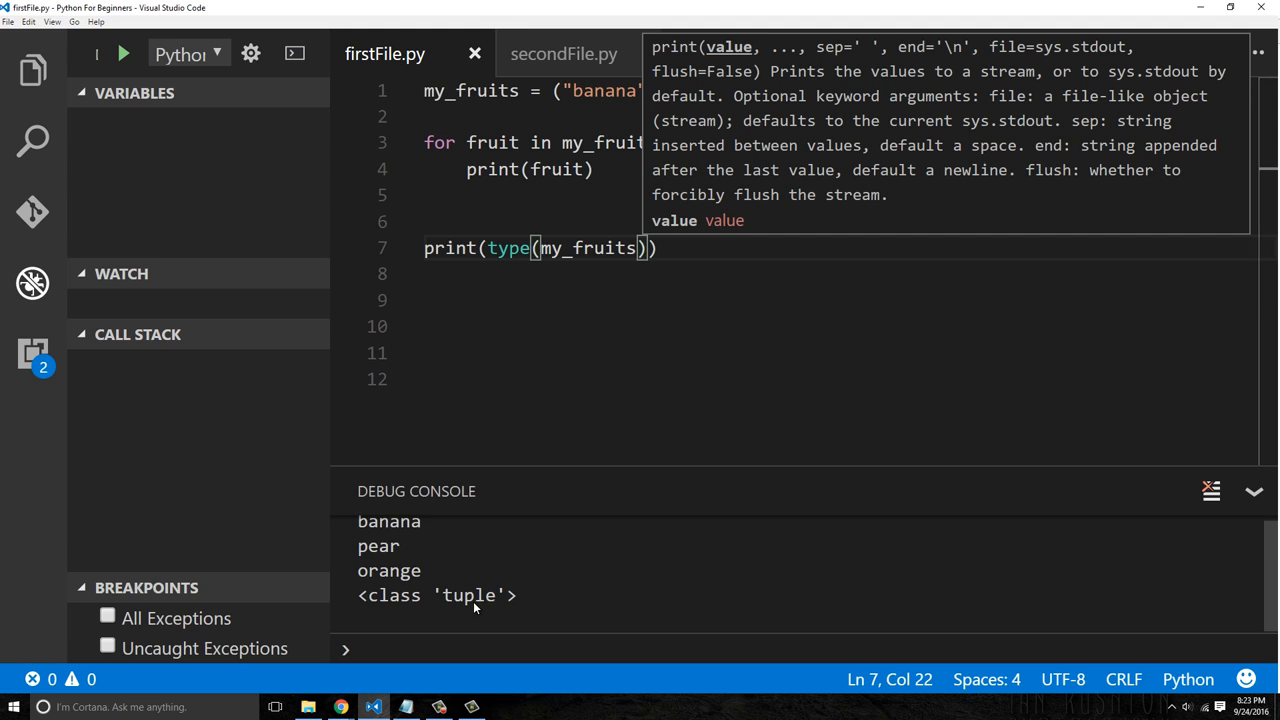 firstFile.py - Python For Beginners - Visual Studio Code
File Edit View Go Help
Python
firstFile.py
secondFile.py
VARIABLES
WATCH
CALL STACK
2
BREAKPOINTS
All Exceptions
Uncaught Exceptions
1 my_fruits = ("banana"
2
3 for fruit in my_fruit
4 print(fruit)
5
6
7 print(type(my_fruits))
8
9
10
11
12
print(value, ..., sep=' ', end='\n', file=sys.stdout,
flush=False) Prints the values to a stream, or to sys.stdout by
default. Optional keyword arguments: file: a file-like object
(stream); defaults to the current sys.stdout. sep: string
inserted between values, default a space. end: string appended
after the last value, default a newline. flush: whether to
forcibly flush the stream.
value value
DEBUG CONSOLE
banana
pear
orange
<class 'tuple'>
0 0
Ln 7, Col 22 Spaces: 4 UTF-8 CRLF Python
I'm Cortana. Ask me anything.
8:23 PM
9/24/2016